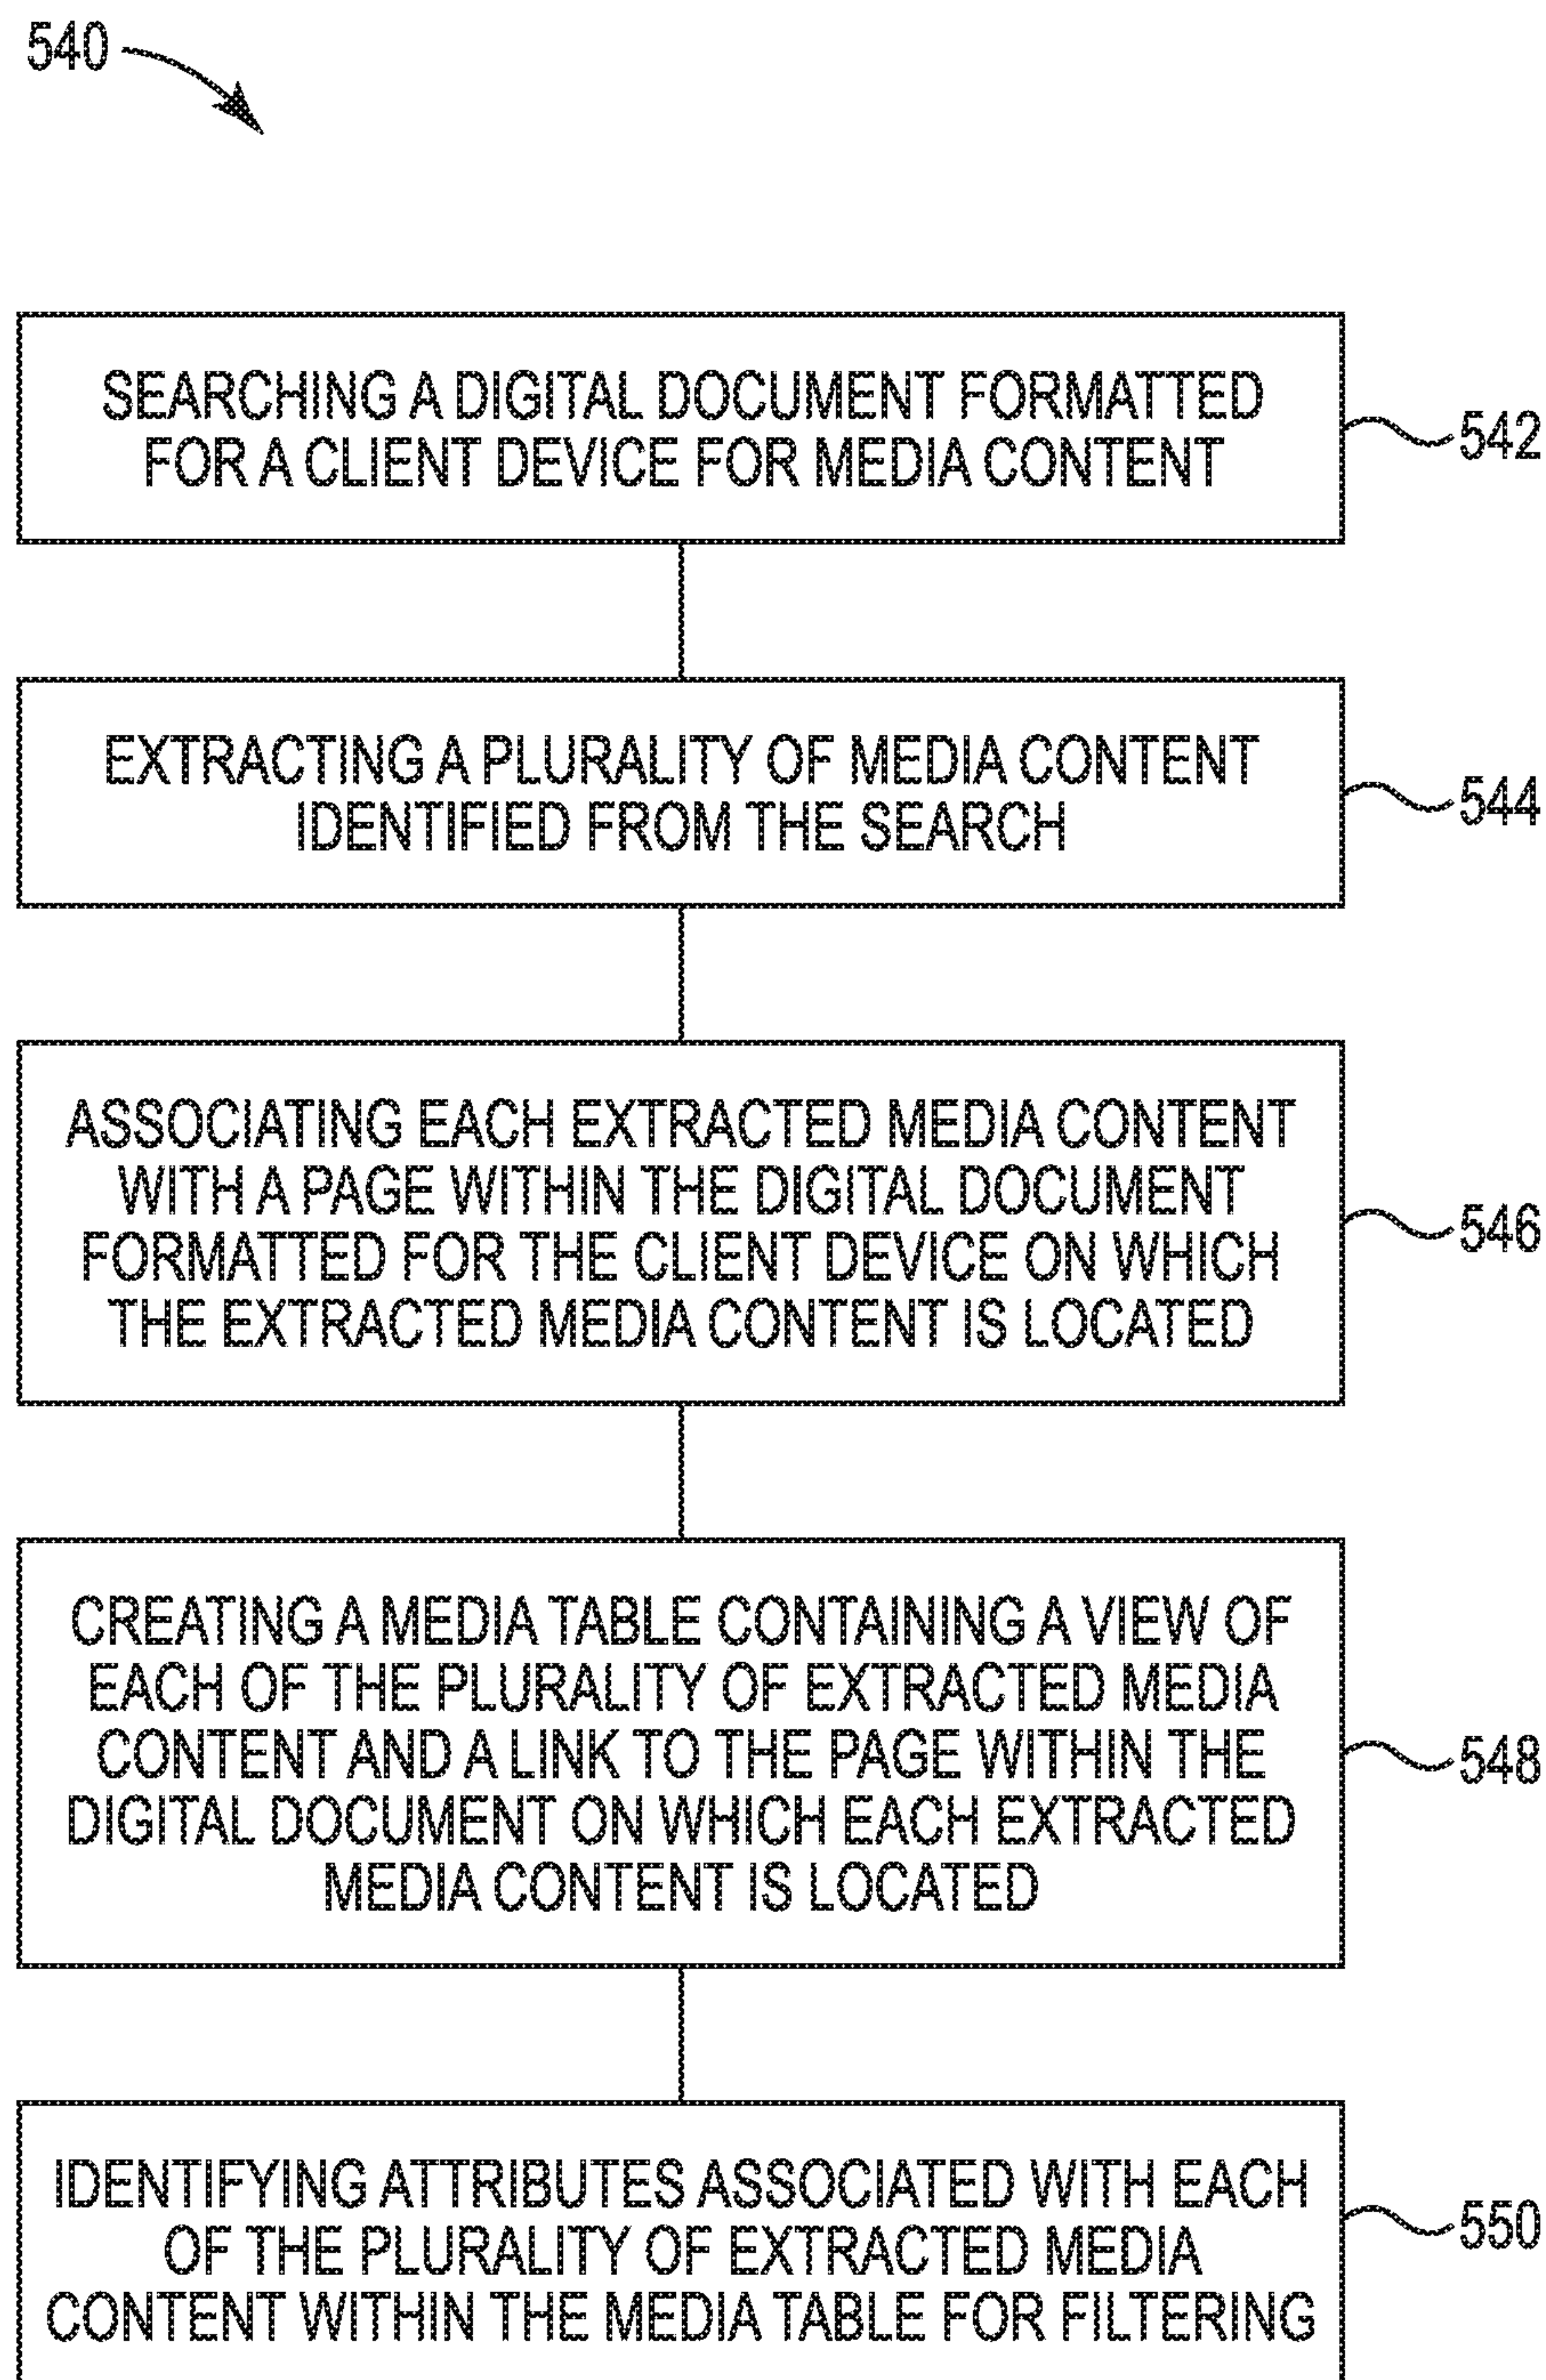 540
SEARCHING A DIGITAL DOCUMENT FORMATTED
FOR A CLIENT DEVICE FOR MEDIA CONTENT
542
EXTRACTING A PLURALITY OF MEDIA CONTENT
IDENTIFIED FROM THE SEARCH
544
ASSOCIATING EACH EXTRACTED MEDIA CONTENT
WITH A PAGE WITHIN THE DIGITAL DOCUMENT
FORMATTED FOR THE CLIENT DEVICE ON WHICH
THE EXTRACTED MEDIA CONTENT IS LOCATED
546
CREATING A MEDIA TABLE CONTAINING A VIEW OF
EACH OF THE PLURALITY OF EXTRACTED MEDIA
CONTENT AND A LINK TO THE PAGE WITHIN THE
DIGITAL DOCUMENT ON WHICH EACH EXTRACTED
MEDIA CONTENT IS LOCATED
548
IDENTIFYING ATTRIBUTES ASSOCIATED WITH EACH
OF THE PLURALITY OF EXTRACTED MEDIA
CONTENT WITHIN THE MEDIA TABLE FOR FILTERING
550